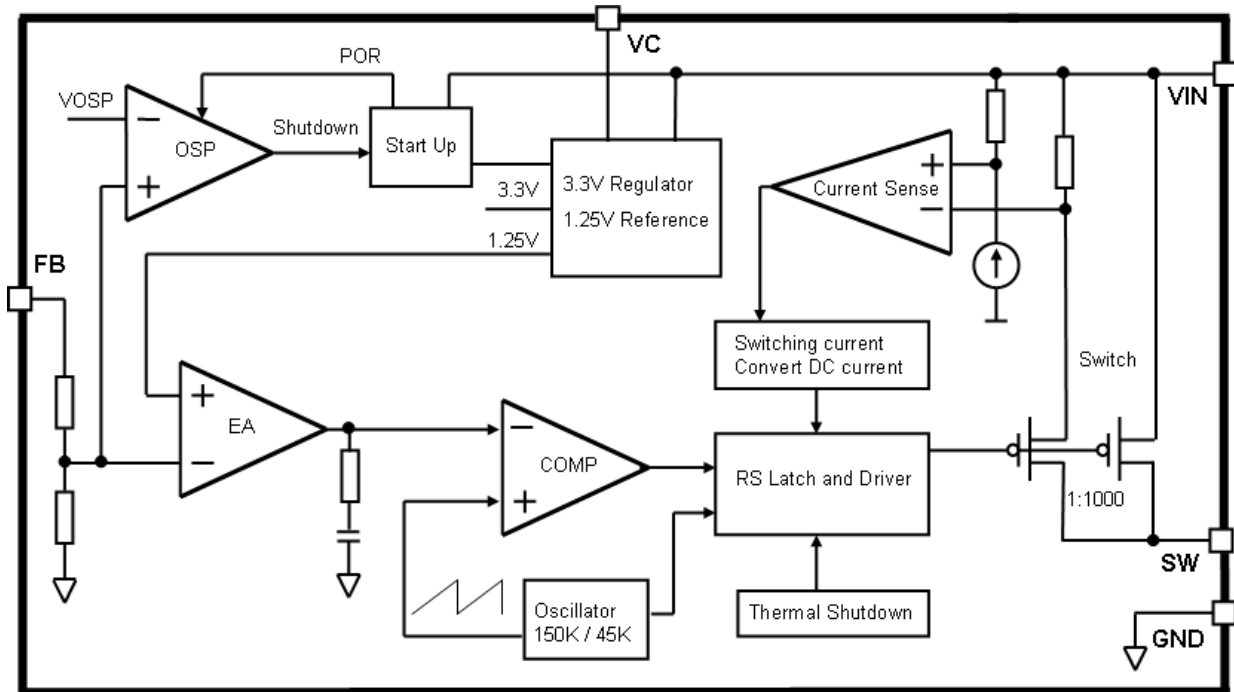 VC
POR
VIN
VOSP
−
OSP
+
Shutdown
Start Up
3.3V
1.25V
3.3V Regulator
1.25V Reference
+
Current Sense
−
FB
Switching current
Convert DC current
Switch
+
EA
−
−
COMP
+
RS Latch and Driver
1:1000
SW
Oscillator
150K / 45K
Thermal Shutdown
GND